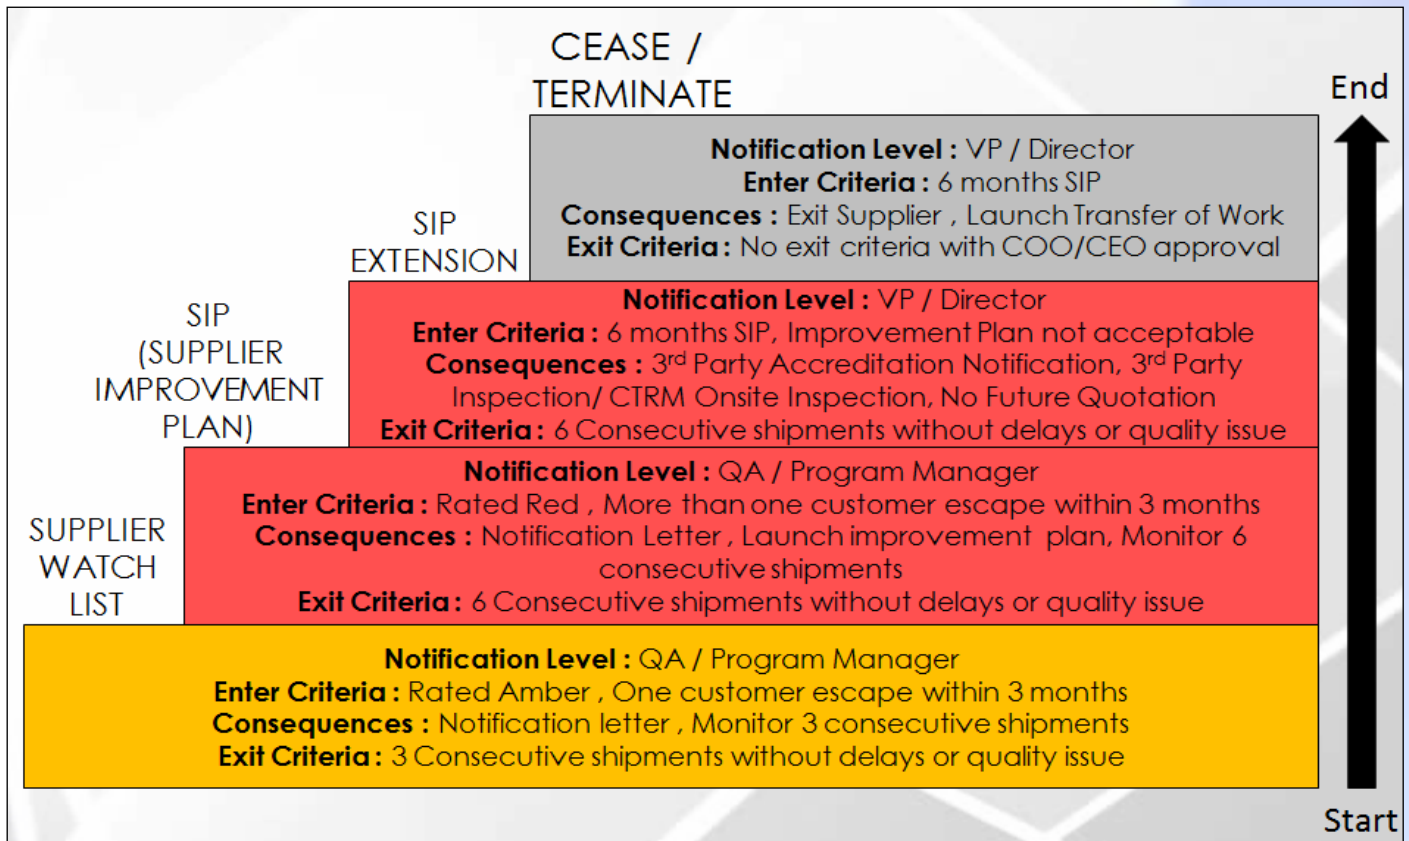 CEASE /
TERMINATE
End
Notification Level : VP / Director
Enter Criteria : 6 months SIP
Consequences : Exit Supplier , Launch Transfer of Work
Exit Criteria : No exit criteria with COO/CEO approval
SIP
EXTENSION
Notification Level : VP / Director
Enter Criteria : 6 months SIP, Improvement Plan not acceptable
Consequences : 3rd Party Accreditation Notification, 3rd Party
Inspection/ CTRM Onsite Inspection, No Future Quotation
Exit Criteria : 6 Consecutive shipments without delays or quality issue
SIP
(SUPPLIER
IMPROVEMENT
PLAN)
Notification Level : QA / Program Manager
Enter Criteria : Rated Red , More than one customer escape within 3 months
Consequences : Notification Letter , Launch improvement plan, Monitor 6
consecutive shipments
Exit Criteria : 6 Consecutive shipments without delays or quality issue
SUPPLIER
WATCH
LIST
Notification Level : QA / Program Manager
Enter Criteria : Rated Amber , One customer escape within 3 months
Consequences : Notification letter , Monitor 3 consecutive shipments
Exit Criteria : 3 Consecutive shipments without delays or quality issue
Start